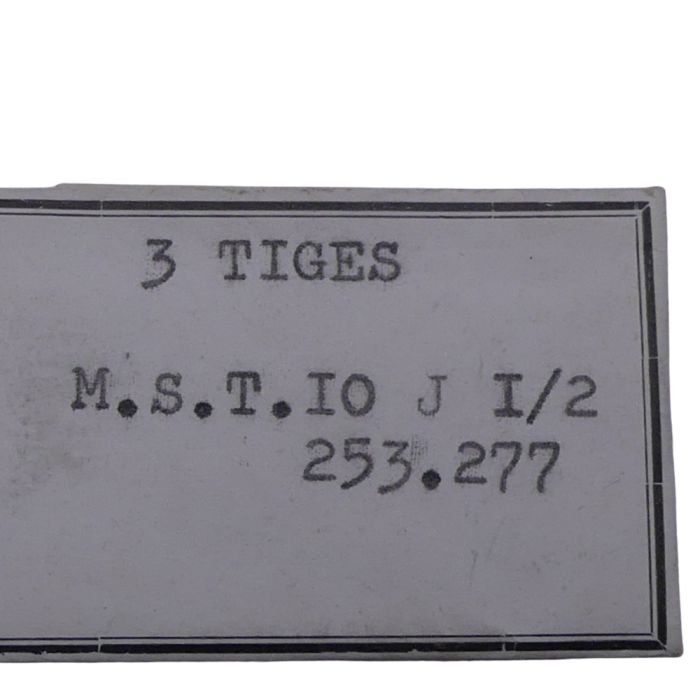 3 TIGES
M.S.T.IO J I/2
253.277